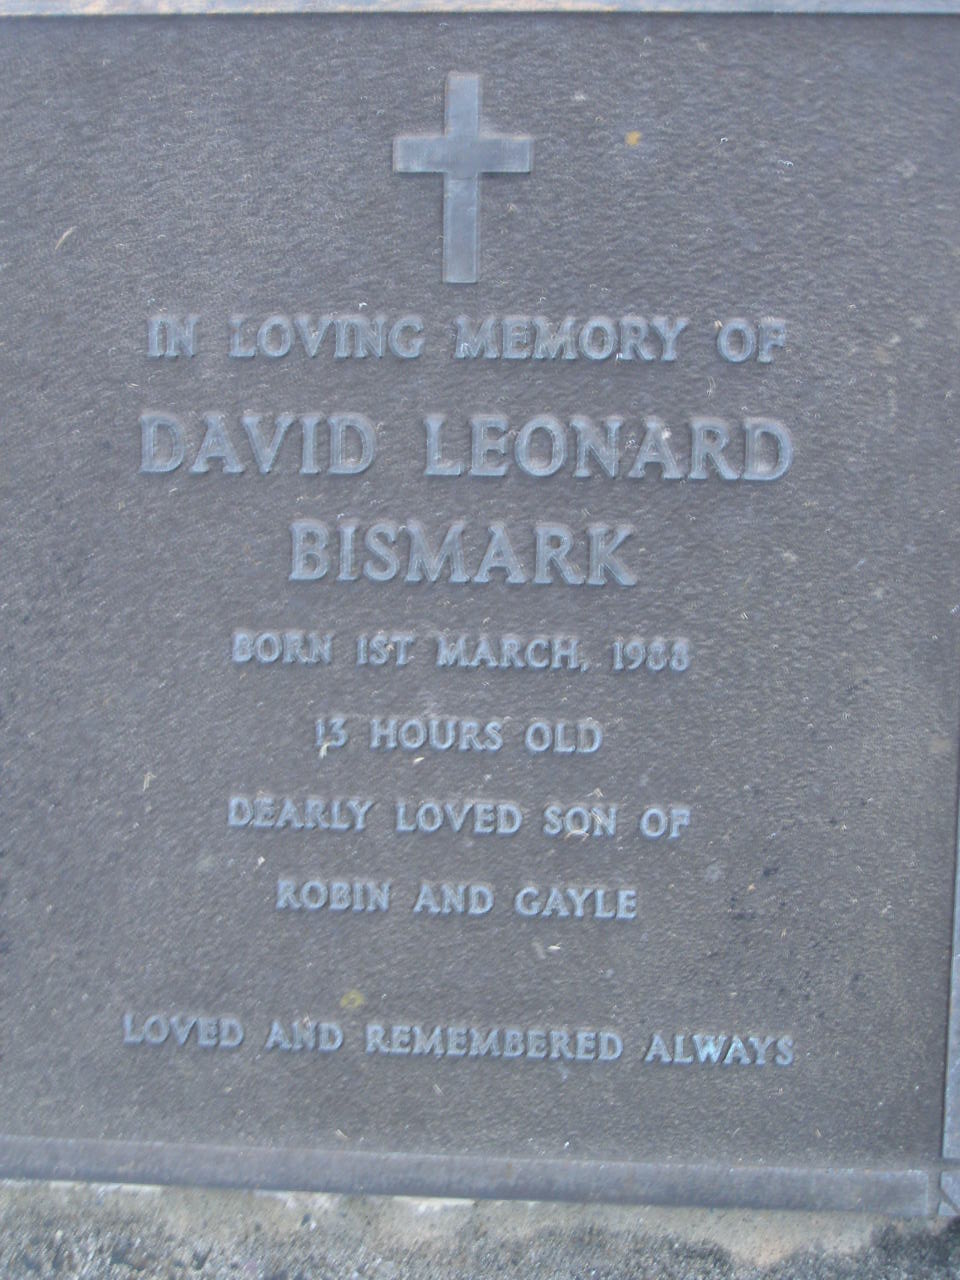 IN LOVING MEMORY OF
DAVID LEONARD
BISMARK
BORN 1ST MARCH, 1988
13 HOURS OLD
DEARLY LOVED SON OF
ROBIN AND GAYLE
LOVED AND REMEMBERED ALWAYS